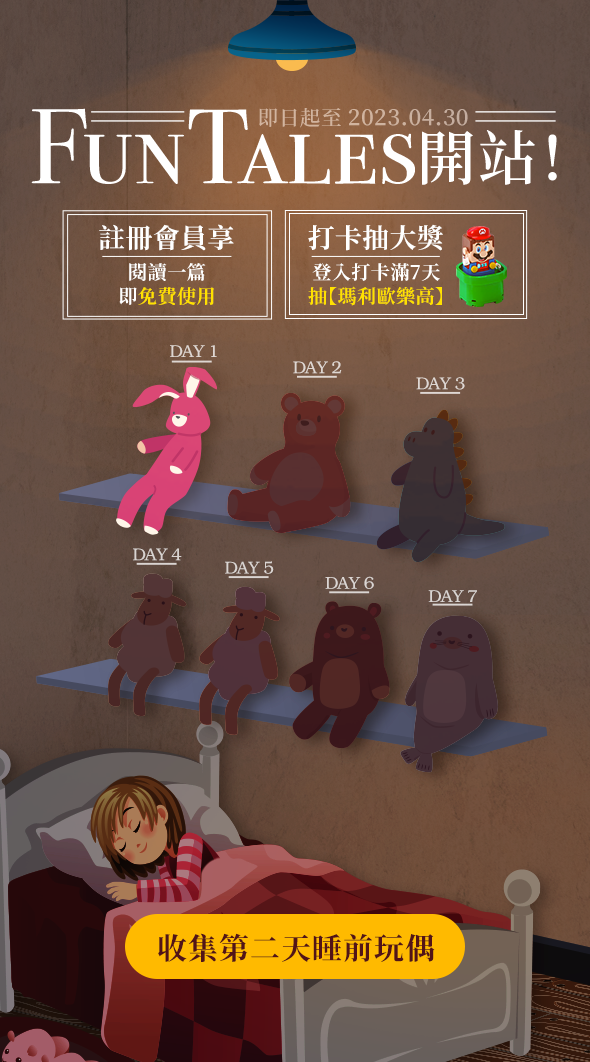 即日起至 2023.04.30
FUNTALES開站!
註冊會員享
閱讀一篇
即免費使用
打卡抽大獎
登入打卡滿7天
抽【瑪利歐樂高】
DAY 1
DAY 2
DAY 3
DAY 4
DAY 5
DAY 6
DAY 7
收集第二天睡前玩偶